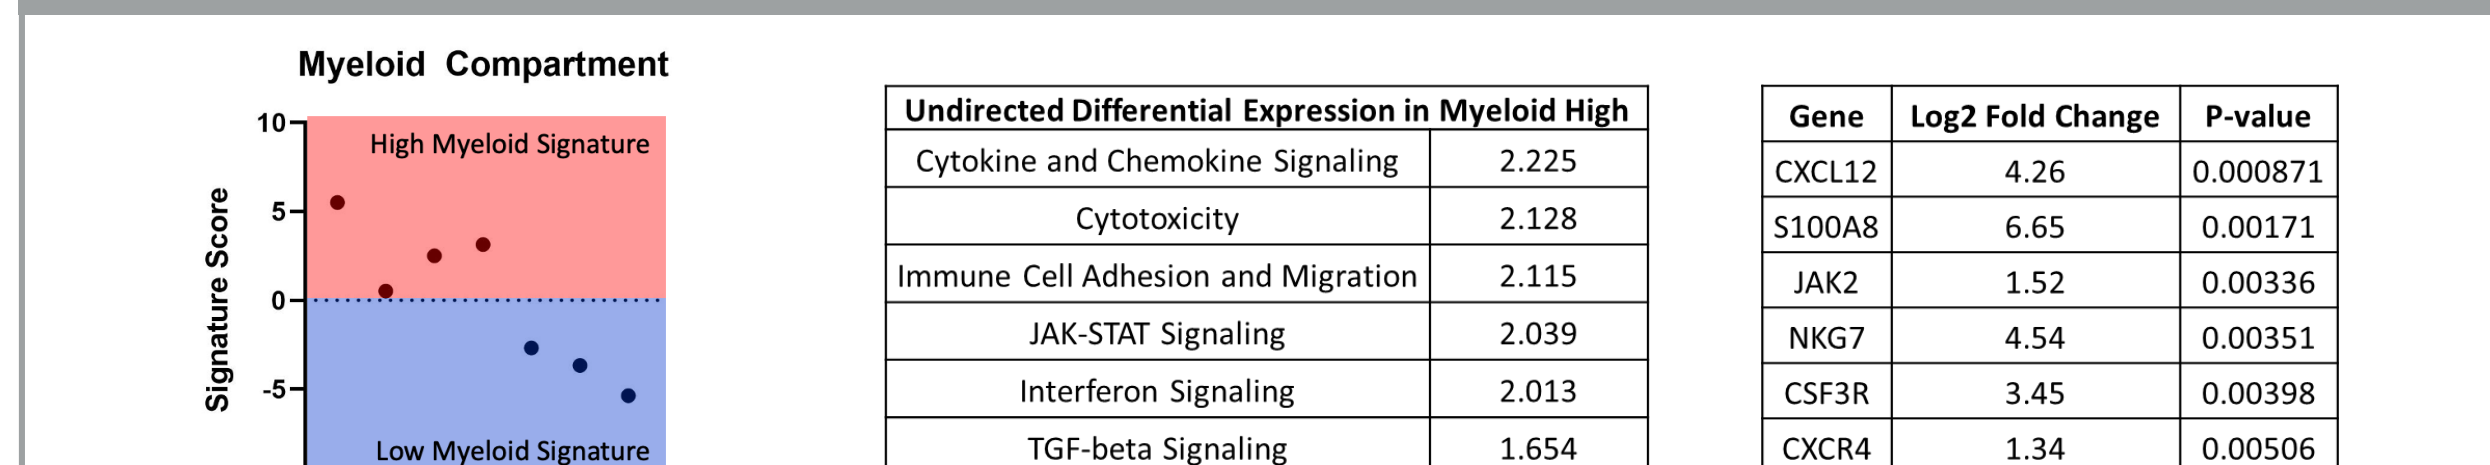 Myeloid Compartment
10
High Myeloid Signature
5
0
-5
Low Myeloid Signature
Signature Score
Undirected Differential Expression in Myeloid High
Cytokine and Chemokine Signaling 2.225
Cytotoxicity 2.128
Immune Cell Adhesion and Migration 2.115
JAK-STAT Signaling 2.039
Interferon Signaling 2.013
TGF-beta Signaling 1.654
Gene Log2 Fold Change P-value
CXCL12 4.26 0.000871
S100A8 6.65 0.00171
JAK2 1.52 0.00336
NKG7 4.54 0.00351
CSF3R 3.45 0.00398
CXCR4 1.34 0.00506